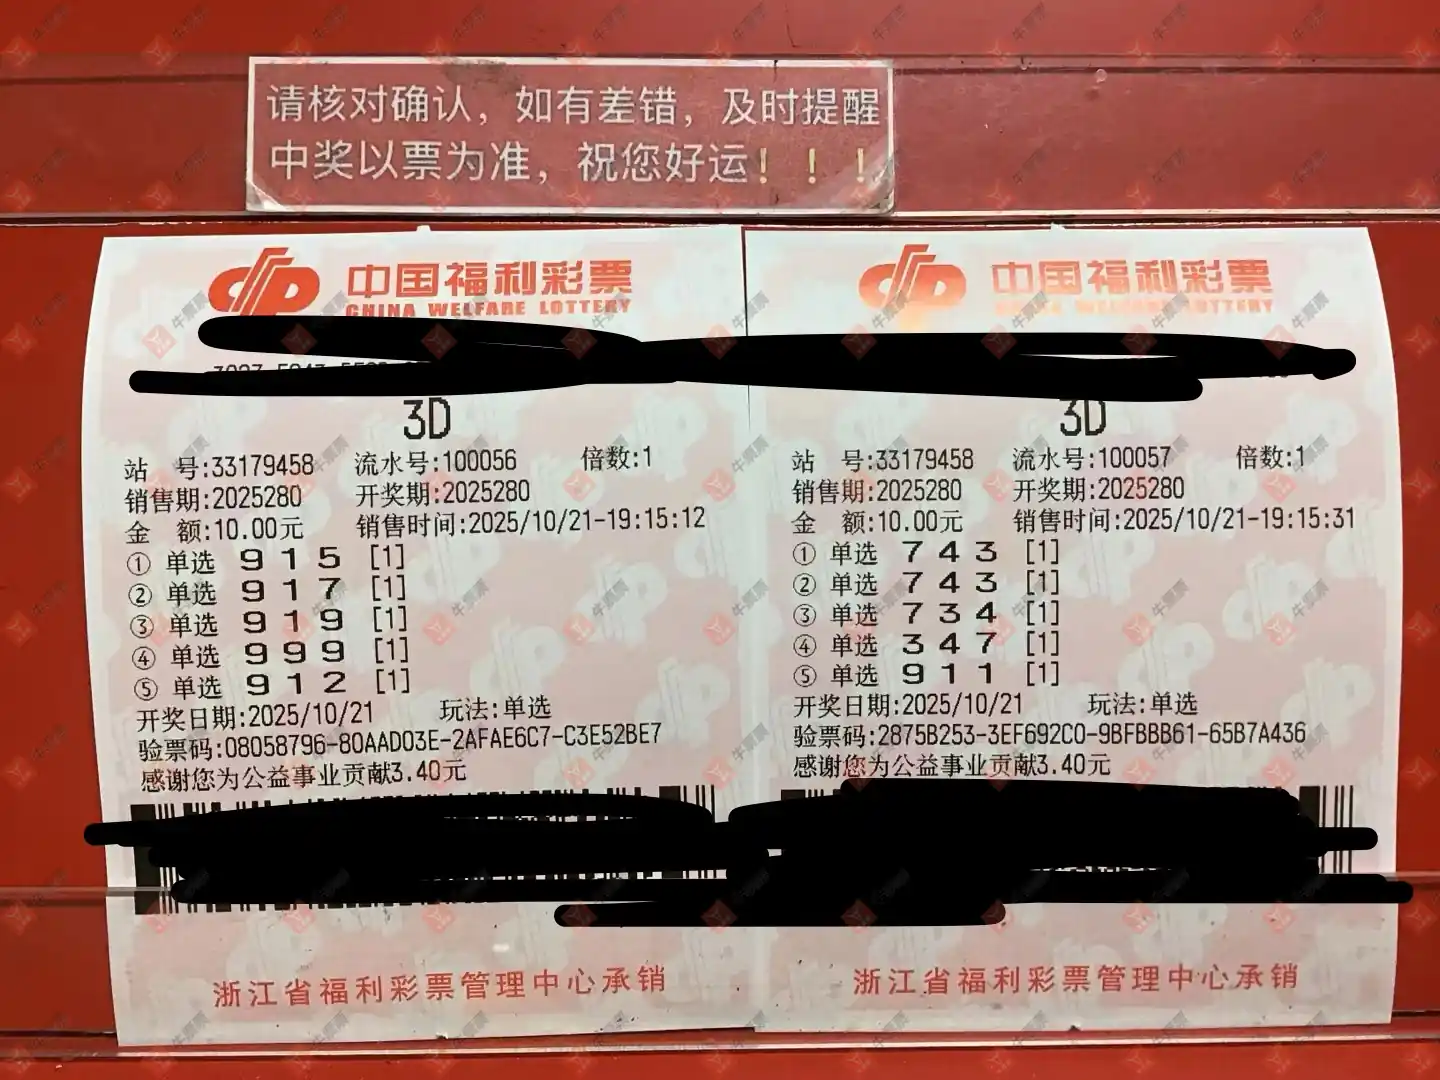 请核对确认，如有差错，及时提醒
中奖以票为准，祝您好运！！！
中国福利彩票
CHINA WELFARE LOTTERY
3D
站 号:33179458 流水号:100056 倍数:1
销售期:2025280 开奖期:2025280
金 额:10.00元 销售时间:2025/10/21-19:15:12
① 单选 9 1 5 [1]
② 单选 9 1 7 [1]
③ 单选 9 1 9 [1]
④ 单选 9 9 9 [1]
⑤ 单选 9 1 2 [1]
开奖日期:2025/10/21 玩法:单选
验票码:08058796-80AAD03E-2AFAE6C7-C3E52BE7
感谢您为公益事业贡献3.40元
浙江省福利彩票管理中心承销
中国福利彩票
CHINA WELFARE LOTTERY
3D
站 号:33179458 流水号:100057 倍数:1
销售期:2025280 开奖期:2025280
金 额:10.00元 销售时间:2025/10/21-19:15:31
① 单选 7 4 3 [1]
② 单选 7 4 3 [1]
③ 单选 7 3 4 [1]
④ 单选 3 4 7 [1]
⑤ 单选 9 1 1 [1]
开奖日期:2025/10/21 玩法:单选
验票码:2875B253-3EF692C0-9BFBBB61-65B7A436
感谢您为公益事业贡献3.40元
浙江省福利彩票管理中心承销